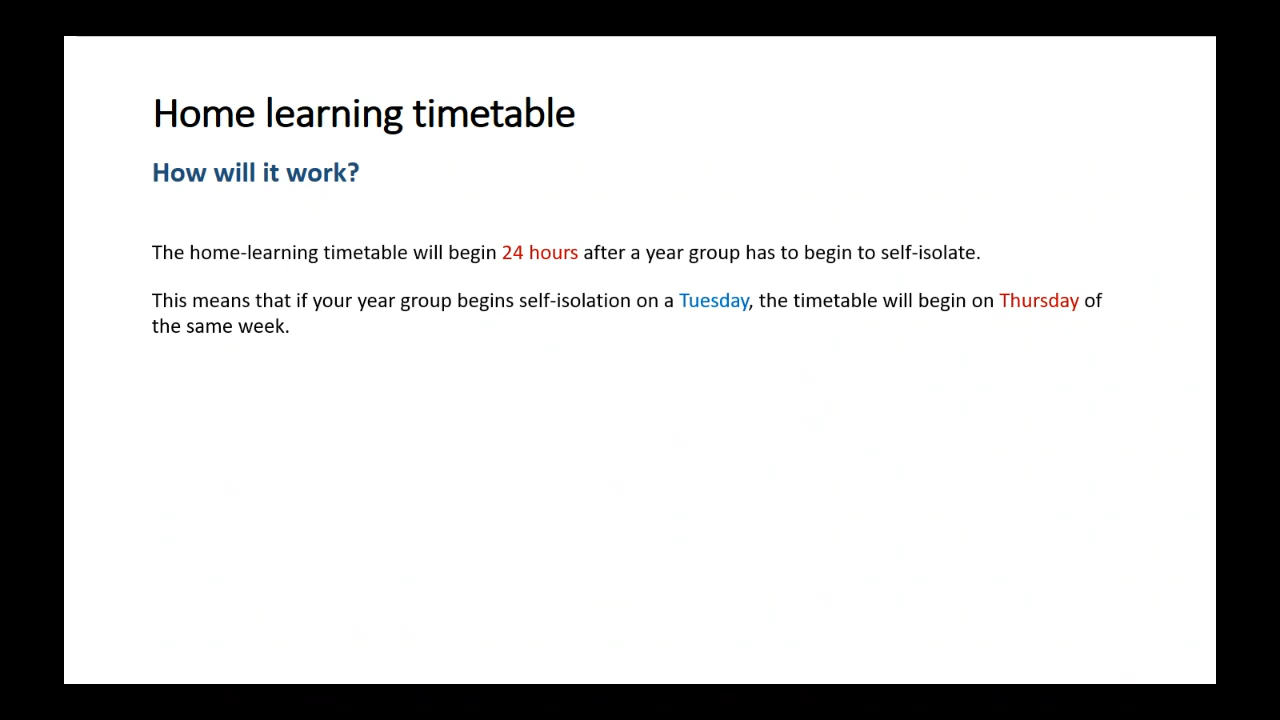 Home learning timetable
How will it work?
The home-learning timetable will begin 24 hours after a year group has to begin to self-isolate.
This means that if your year group begins self-isolation on a Tuesday, the timetable will begin on Thursday of
the same week.